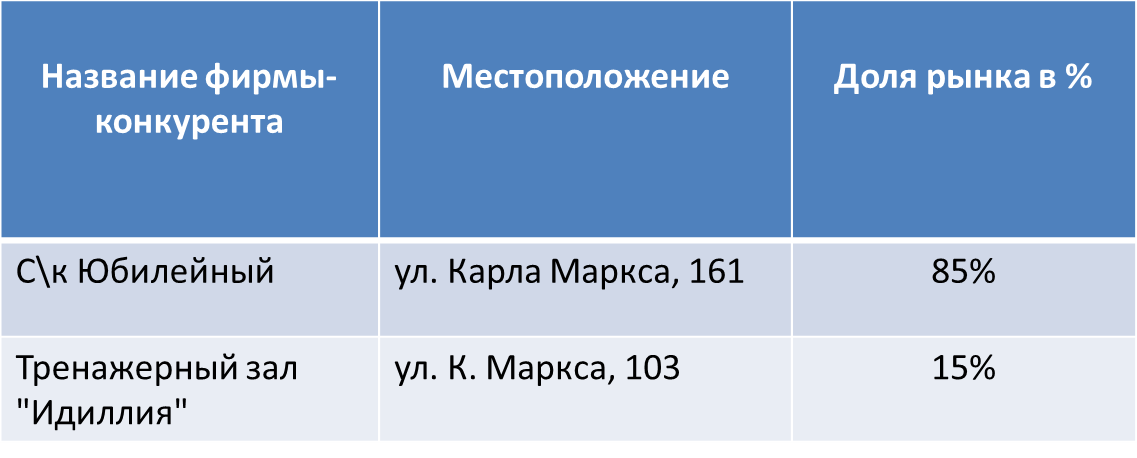 Название фирмы-
конкурента
Местоположение
Доля рынка в %
С\к Юбилейный
ул. Карла Маркса, 161
85%
Тренажерный зал
"Идиллия"
ул. К. Маркса, 103
15%